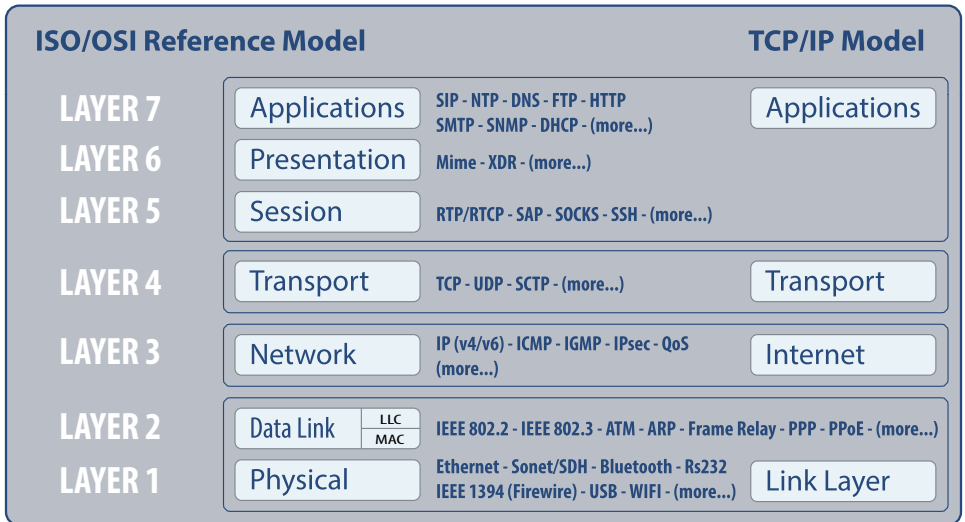 ISO/OSI Reference Model TCP/IP Model
LAYER 7 Applications SIP - NTP - DNS - FTP - HTTP Applications
SMTP - SNMP - DHCP - (more...)
LAYER 6 Presentation Mime - XDR - (more...)
LAYER 5 Session RTP/RTCP - SAP - SOCKS - SSH - (more...)
LAYER 4 Transport TCP - UDP - SCTP - (more...) Transport
LAYER 3 Network IP (v4/v6) - ICMP - IGMP - IPsec - QoS Internet
(more...)
LAYER 2 Data Link LLC
MAC IEEE 802.2 - IEEE 802.3 - ATM - ARP - Frame Relay - PPP - PPoE - (more...)
LAYER 1 Physical Ethernet - Sonet/SDH - Bluetooth - Rs232 Link Layer
IEEE 1394 (Firewire) - USB - WIFI - (more...)